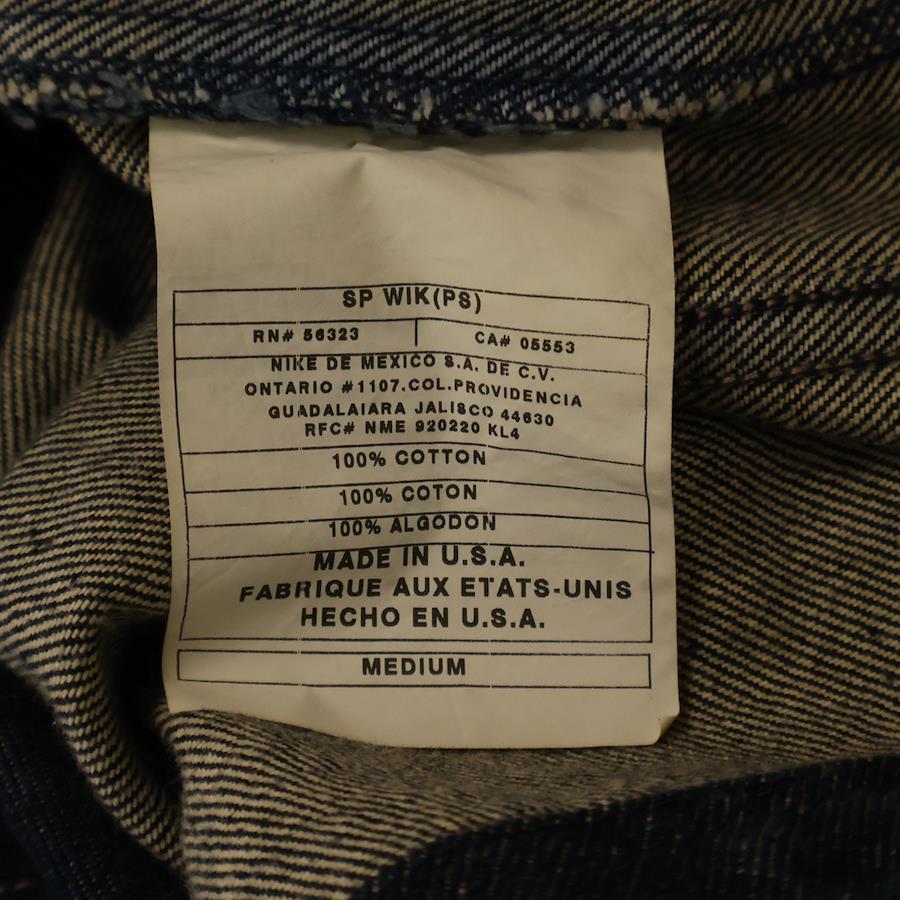 SP WIK(PS)
RN# 56323 CA# 05553
NIKE DE MEXICO S.A. DE C.V.
ONTARIO #1107.COL.PROVIDENCIA
GUADALAIARA JALISCO 44630
RFC# NME 920220 KL4
100% COTTON
100% COTON
100% ALGODON
MADE IN U.S.A.
FABRIQUE AUX ETATS-UNIS
HECHO EN U.S.A.
MEDIUM